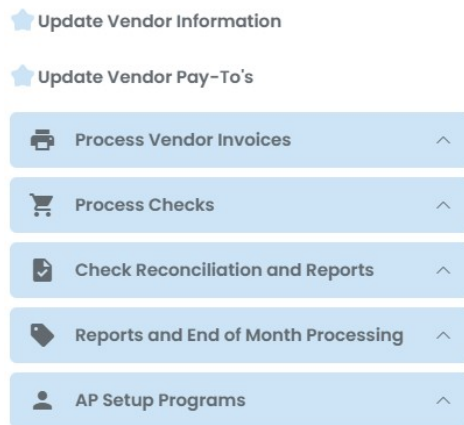 Update Vendor Information
Update Vendor Pay-To's
Process Vendor Invoices
Process Checks
Check Reconciliation and Reports
Reports and End of Month Processing
AP Setup Programs